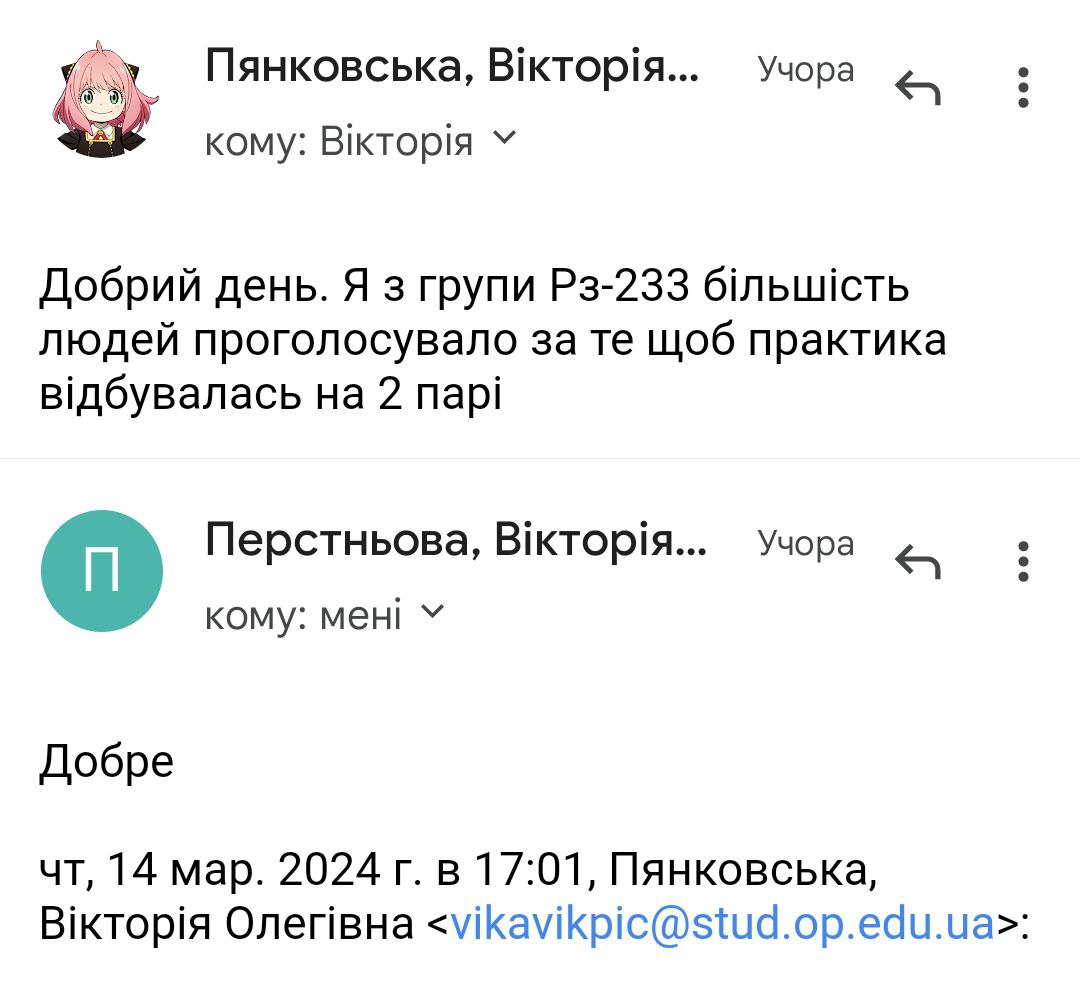 Пянковська, Вікторія... Учора
кому: Вікторія
Добрий день. Я з групи Рз-233 більшість
людей проголосувало за те щоб практика
відбувалась на 2 парі
П Перстньова, Вікторія... Учора
кому: мені
Добре
чт, 14 мар. 2024 г. в 17:01, Пянковська,
Вікторія Олегівна <vikavikpic@stud.op.edu.ua>: